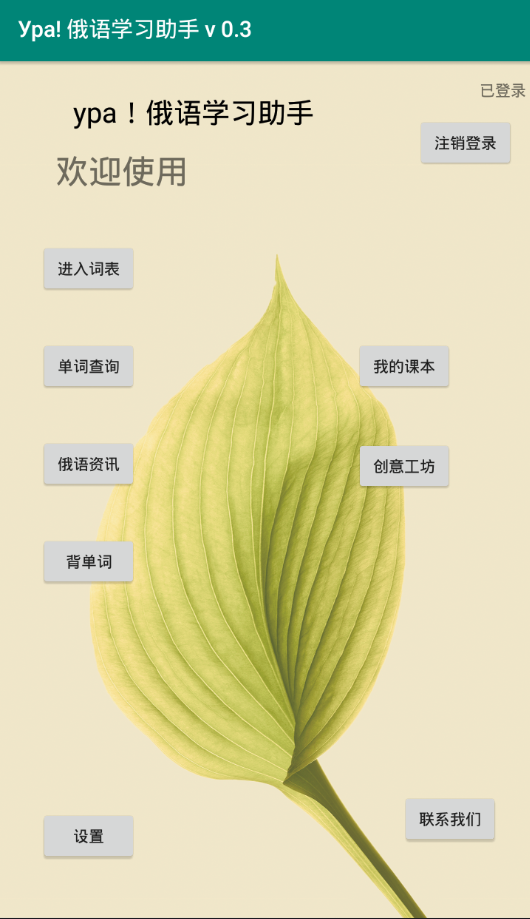 Ура! 俄语学习助手 v 0.3
已登录
ура！俄语学习助手
注销登录
欢迎使用
进入词表
单词查询
我的课本
俄语资讯
创意工坊
背单词
联系我们
设置